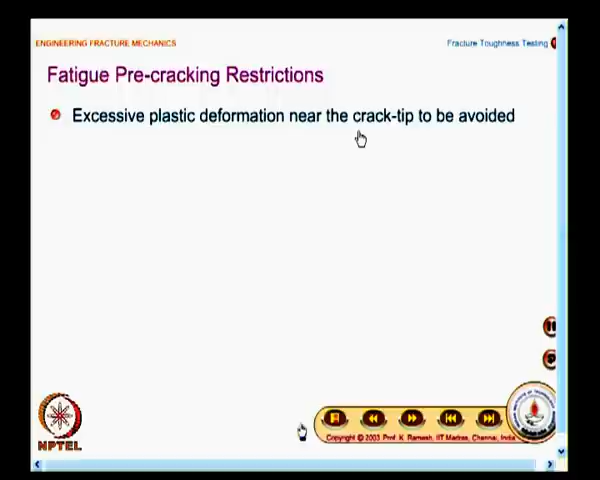 ENGINEERING FRACTURE MECHANICS
Fracture Toughness Testing
Fatigue Pre-cracking Restrictions
Excessive plastic deformation near the crack-tip to be avoided
NPTEL
Copyright © 2003 Prof. K. Ramesh, IIT Madras, Chennai, India